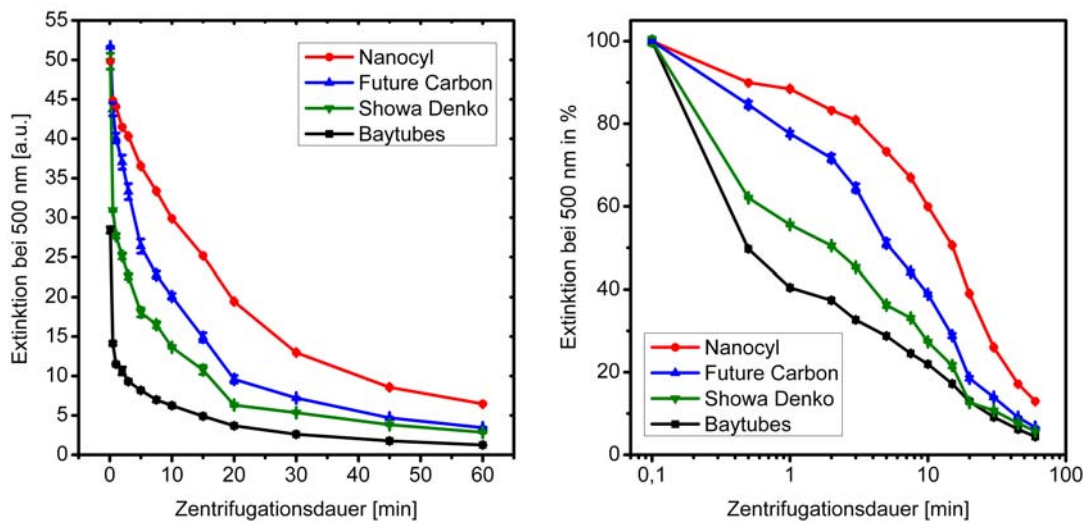 Extinktion bei 500 nm [a.u.]
55
50
45
40
35
30
25
20
15
10
5
0
Nanocyl
Future Carbon
Showa Denko
Baytubes
0
10
20
30
40
50
60
Zentrifugationsdauer [min]
Extinktion bei 500 nm in %
100
80
60
40
20
0
Nanocyl
Future Carbon
Showa Denko
Baytubes
0,1
1
10
100
Zentrifugationsdauer [min]